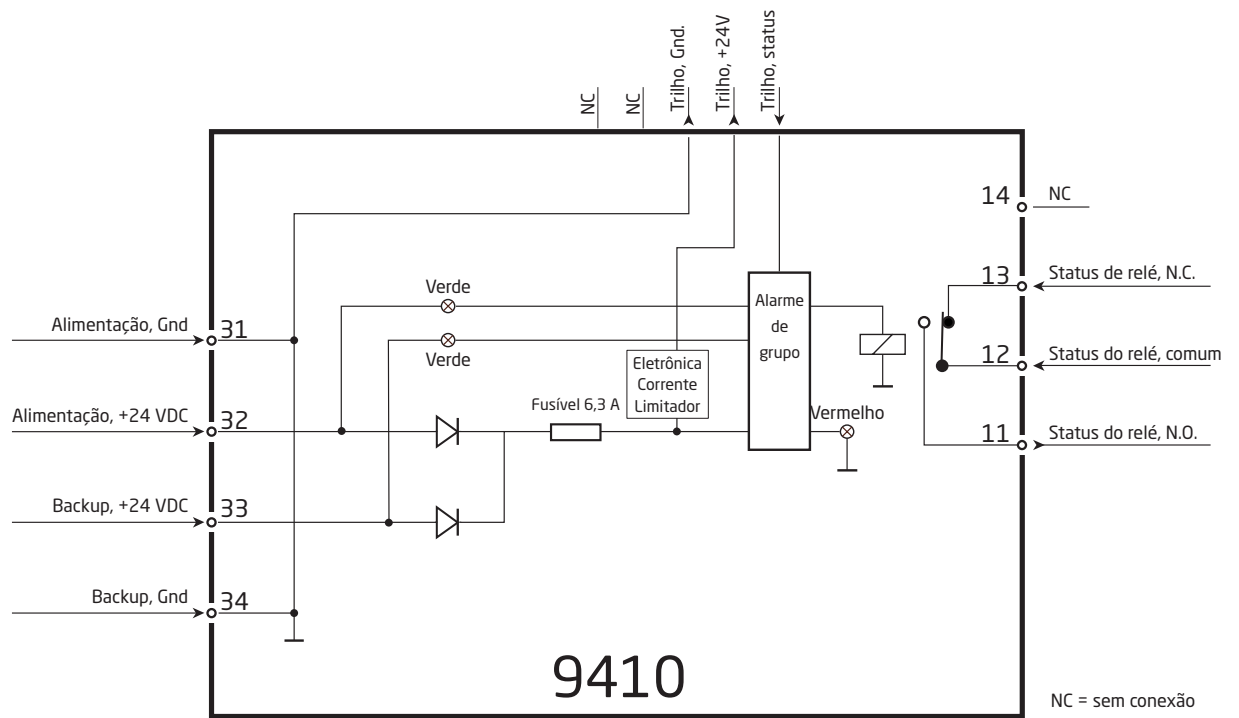 NC
NC
Trilho, Gnd.
Trilho, +24V
Trilho, status
14
NC
13
Status de relé, N.C.
Verde
Alarme
de
grupo
Alimentação, Gnd
31
Verde
12
Status do relé, comum
Eletrônica
Corrente
Limitador
Alimentação, +24 VDC
32
Fusível 6,3 A
Vermelho
11
Status do relé, N.O.
Backup, +24 VDC
33
Backup, Gnd
34
9410
NC = sem conexão